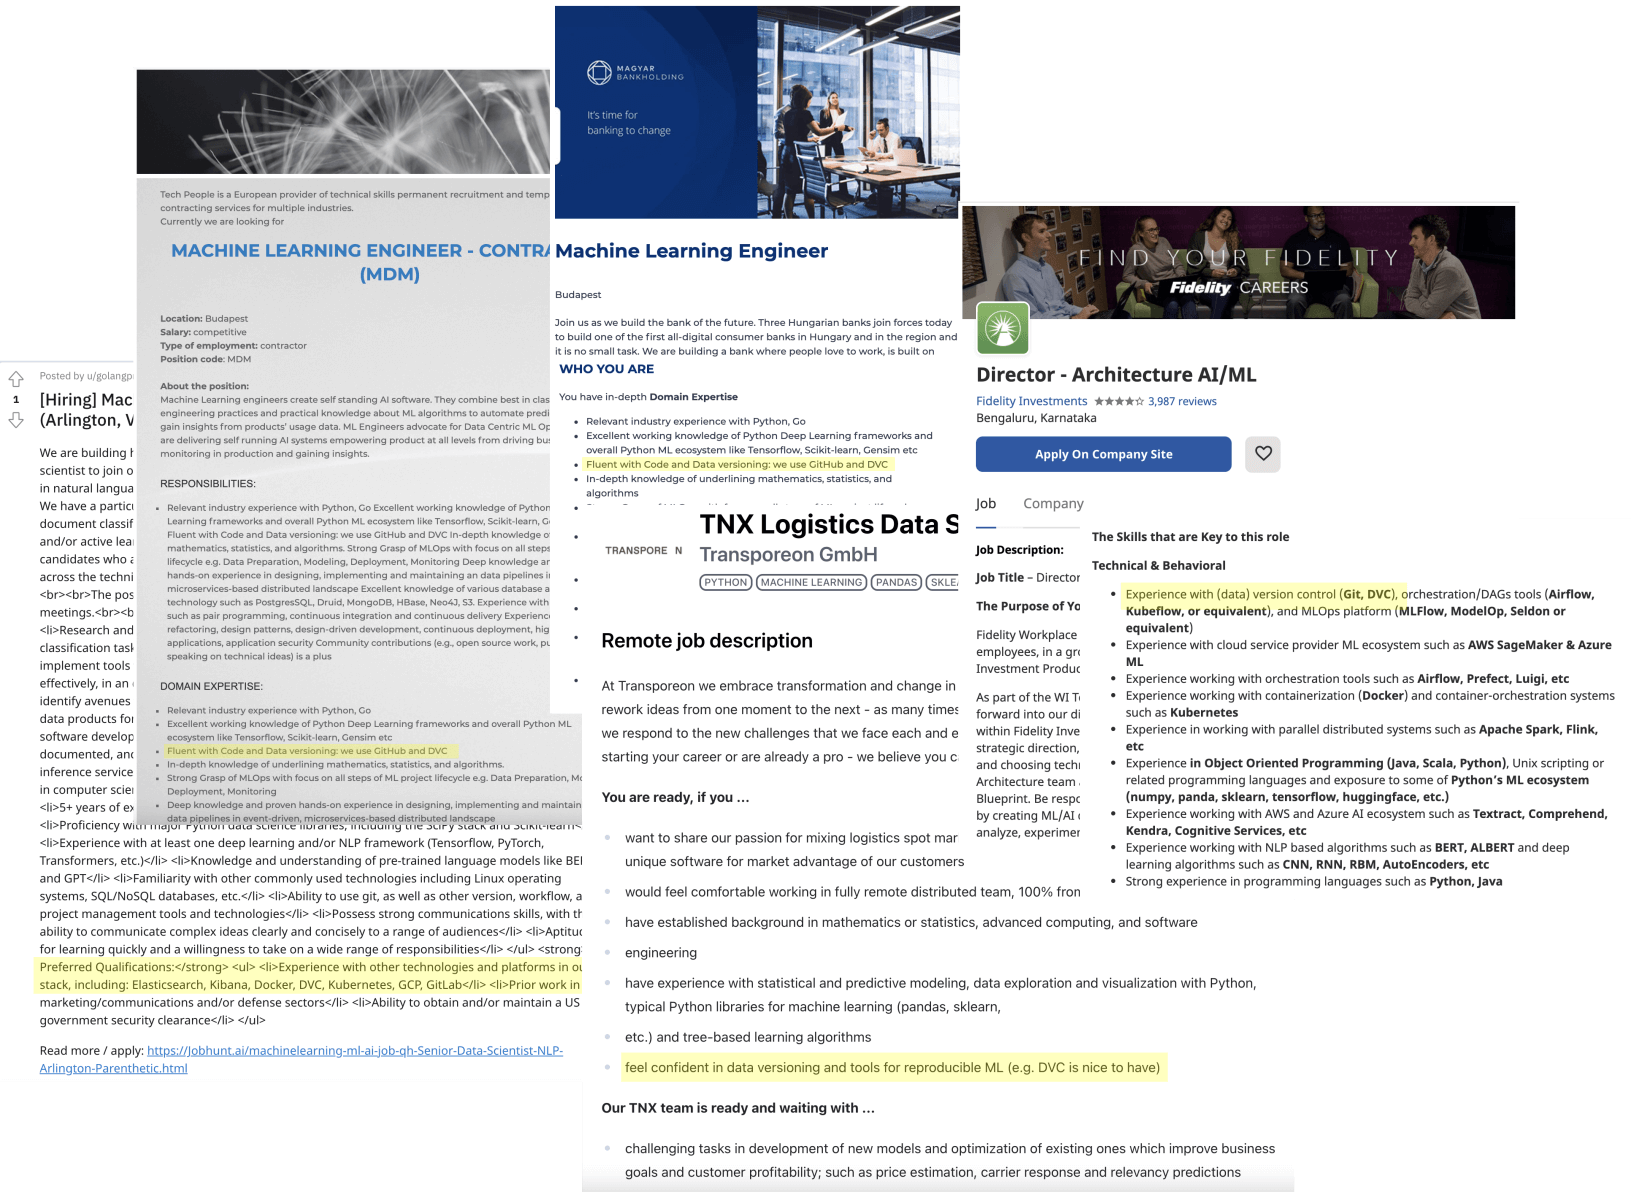 MAGYAR
BANKHOLDING
It's time for
banking to change
Tech People is a European provider of technical skills permanent recruitment and temp
contracting services for multiple industries.
Currently we are looking for
MACHINE LEARNING ENGINEER - CONTRA
(MDM)
Location: Budapest
Salary: competitive
Type of employment: contractor
Position code: MDM
About the position:
Machine Learning engineers create self standing AI software. They combine best in clas
engineering practices and practical knowledge about ML algorithms to automate predi
gain insights from products' usage data. ML Engineers advocate for Data Centric ML Op
are delivering self running AI systems empowering product at all levels from driving bus
monitoring in production and gaining insights.
RESPONSIBILITIES:
• Relevant industry experience with Python, Go Excellent working knowledge of Python
Learning frameworks and overall Python ML ecosystem like Tensorflow, Scikit-learn, G
Fluent with Code and Data versioning: we use GitHub and DVC In-depth knowledge o
mathematics, statistics, and algorithms. Strong Grasp of MLOps with focus on all steps
lifecycle e.g. Data Preparation, Modeling, Deployment, Monitoring Deep knowledge an
hands-on experience in designing, implementing and maintaining an data pipelines i
microservices-based distributed landscape Excellent knowledge of various database a
technology such as PostgresSQL, Druid, MongoDB, HBase, Neo4J, S3. Experience with
such as pair programming, continuous integration and continuous delivery Experienc
refactoring, design patterns, design-driven development, continuous deployment, hig
applications, application security Community contributions (e.g., open source work, pu
speaking on technical ideas) is a plus
DOMAIN EXPERTISE:
• Relevant industry experience with Python, Go
• Excellent working knowledge of Python Deep Learning frameworks and overall Python ML
ecosystem like Tensorflow, Scikit-learn, Gensim etc
• Fluent with Code and Data versioning: we use GitHub and DVC
• In-depth knowledge of underlining mathematics, statistics, and algorithms.
• Strong Grasp of MLOps with focus on all steps of ML project lifecycle e.g. Data Preparation, Mo
Deployment, Monitoring
• Deep knowledge and proven hands-on experience in designing, implementing and maintain
data pipelines in event-driven, microservices-based distributed landscape
Machine Learning Engineer
Budapest
Join us as we build the bank of the future. Three Hungarian banks join forces today
to build one of the first all-digital consumer banks in Hungary and in the region and
it is no small task. We are building a bank where people love to work, is built on
WHO YOU ARE
You have in-depth Domain Expertise
• Relevant industry experience with Python, Go
• Excellent working knowledge of Python Deep Learning frameworks and
overall Python ML ecosystem like Tensorflow, Scikit-learn, Gensim etc
• Fluent with Code and Data versioning: we use GitHub and DVC
• In-depth knowledge of underlining mathematics, statistics, and
algorithms
Posted by u/golangp
1
[Hiring] Mac
(Arlington, V
We are building
scientist to join o
in natural langua
We have a particu
document classif
and/or active lea
candidates who a
across the techni
<br><br>The pos
meetings.<br><b
<li>Research and
classification task
implement tools
effectively, in an
identify avenues
data products for
software develop
documented, and
inference service
in computer scien
<li>5+ years of ex
<li>Proficiency with major Python data science libraries, including the SciPy stack and Scikit-learn<
<li>Experience with at least one deep learning and/or NLP framework (Tensorflow, PyTorch,
Transformers, etc.)</li> <li>Knowledge and understanding of pre-trained language models like BER
and GPT</li> <li>Familiarity with other commonly used technologies including Linux operating
systems, SQL/NoSQL databases, etc.</li> <li>Ability to use git, as well as other version, workflow, a
project management tools and technologies</li> <li>Possess strong communications skills, with th
ability to communicate complex ideas clearly and concisely to a range of audiences</li> <li>Aptitud
for learning quickly and a willingness to take on a wide range of responsibilities</li> </ul> <strong
Preferred Qualifications:</strong> <ul> <li>Experience with other technologies and platforms in ou
stack, including: Elasticsearch, Kibana, Docker, DVC, Kubernetes, GCP, GitLab</li> <li>Prior work in
marketing/communications and/or defense sectors</li> <li>Ability to obtain and/or maintain a US
government security clearance</li> </ul>
Read more / apply: https://Jobhunt.ai/machinelearning-ml-ai-job-qh-Senior-Data-Scientist-NLP-
Arlington-Parenthetic.html
TRANSPORE N
TNX Logistics Data S
Transporeon GmbH
PYTHON MACHINE LEARNING PANDAS SKLEA
Remote job description
At Transporeon we embrace transformation and change in
rework ideas from one moment to the next - as many times
we respond to the new challenges that we face each and e
starting your career or are already a pro - we believe you c
You are ready, if you ...
• want to share our passion for mixing logistics spot mar
unique software for market advantage of our customers
• would feel comfortable working in fully remote distributed team, 100% fron
• have established background in mathematics or statistics, advanced computing, and software
• engineering
• have experience with statistical and predictive modeling, data exploration and visualization with Python,
typical Python libraries for machine learning (pandas, sklearn,
• etc.) and tree-based learning algorithms
• feel confident in data versioning and tools for reproducible ML (e.g. DVC is nice to have)
Our TNX team is ready and waiting with ...
• challenging tasks in development of new models and optimization of existing ones which improve business
goals and customer profitability; such as price estimation, carrier response and relevancy predictions
FIND YOUR FIDELITY
Fidelity CAREERS
Director - Architecture AI/ML
Fidelity Investments ★★★★☆ 3,987 reviews
Bengaluru, Karnataka
Apply On Company Site
Job Company
Job Description:
Job Title – Director
The Purpose of Yo
Fidelity Workplace
employees, in a gro
Investment Produc
As part of the WI Te
forward into our di
within Fidelity Inve
strategic direction,
and choosing techn
Architecture team
Blueprint. Be respo
by creating ML/AI
analyze, experimen
The Skills that are Key to this role
Technical & Behavioral
• Experience with (data) version control (Git, DVC), orchestration/DAGs tools (Airflow,
Kubeflow, or equivalent), and MLOps platform (MLFlow, ModelOp, Seldon or
equivalent)
• Experience with cloud service provider ML ecosystem such as AWS SageMaker & Azure
ML
• Experience working with orchestration tools such as Airflow, Prefect, Luigi, etc
• Experience working with containerization (Docker) and container-orchestration systems
such as Kubernetes
• Experience in working with parallel distributed systems such as Apache Spark, Flink,
etc
• Experience in Object Oriented Programming (Java, Scala, Python), Unix scripting or
related programming languages and exposure to some of Python's ML ecosystem
(numpy, panda, sklearn, tensorflow, huggingface, etc.)
• Experience working with AWS and Azure AI ecosystem such as Textract, Comprehend,
Kendra, Cognitive Services, etc
• Experience working with NLP based algorithms such as BERT, ALBERT and deep
learning algorithms such as CNN, RNN, RBM, AutoEncoders, etc
• Strong experience in programming languages such as Python, Java